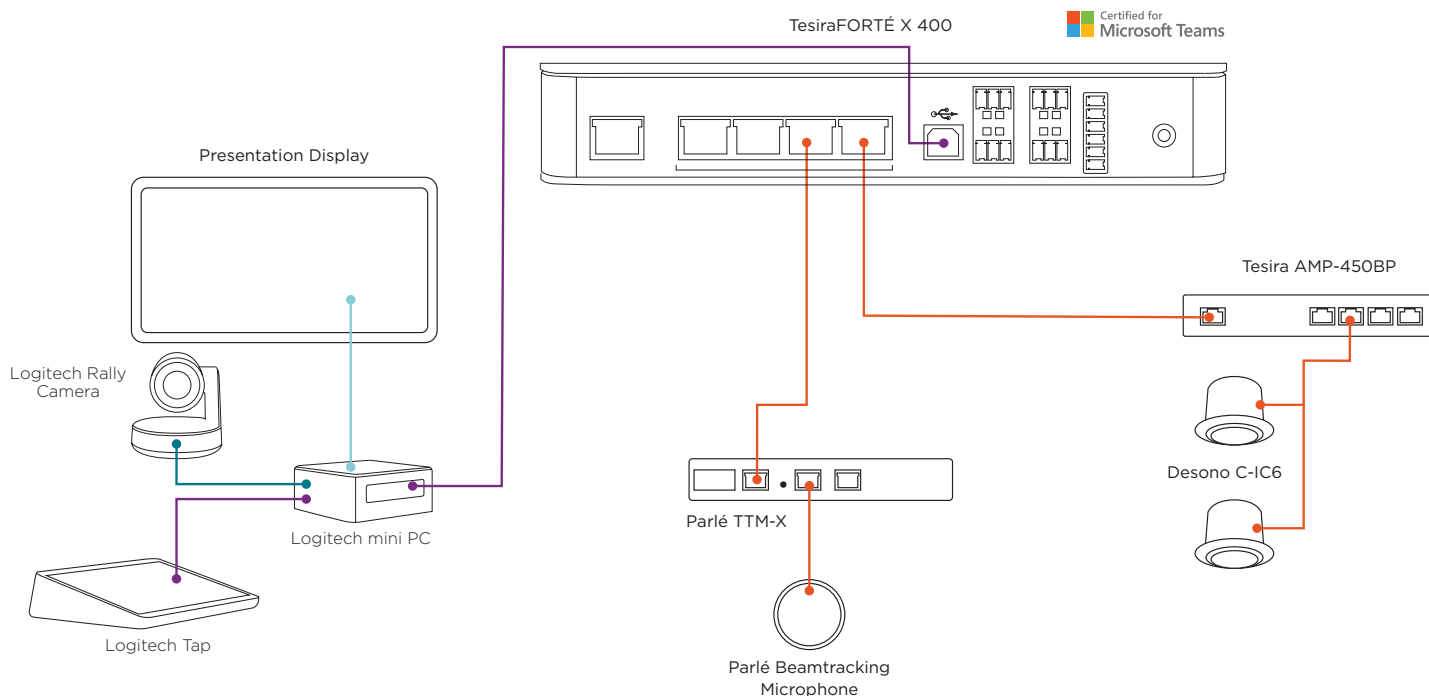 TesiraFORTÉ X 400
Certified for
Microsoft Teams
Presentation Display
Tesira AMP-450BP
Logitech Rally
Camera
Desono C-IC6
Parlé TTM-X
Logitech mini PC
Logitech Tap
Parlé Beamtracking
Microphone